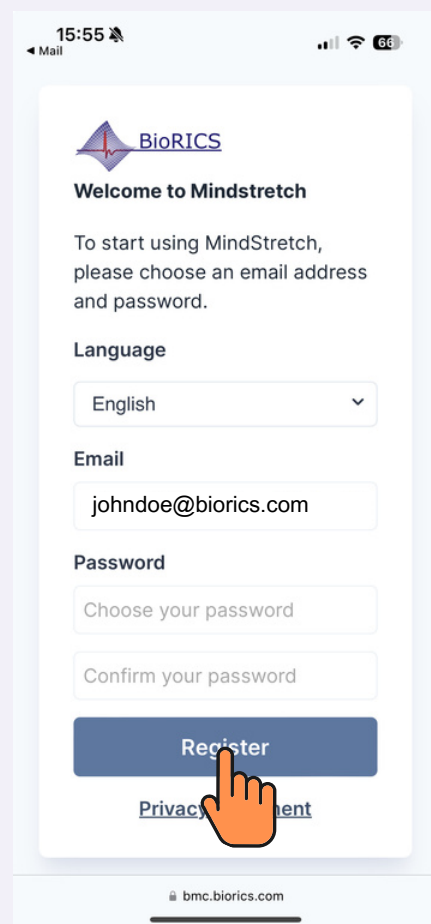 15:55
◄ Mail
66
BioRICS
Welcome to Mindstretch
To start using MindStretch,
please choose an email address
and password.
Language
English
Email
johndoe@biorics.com
Password
Choose your password
Confirm your password
Register
bmc.biorics.com